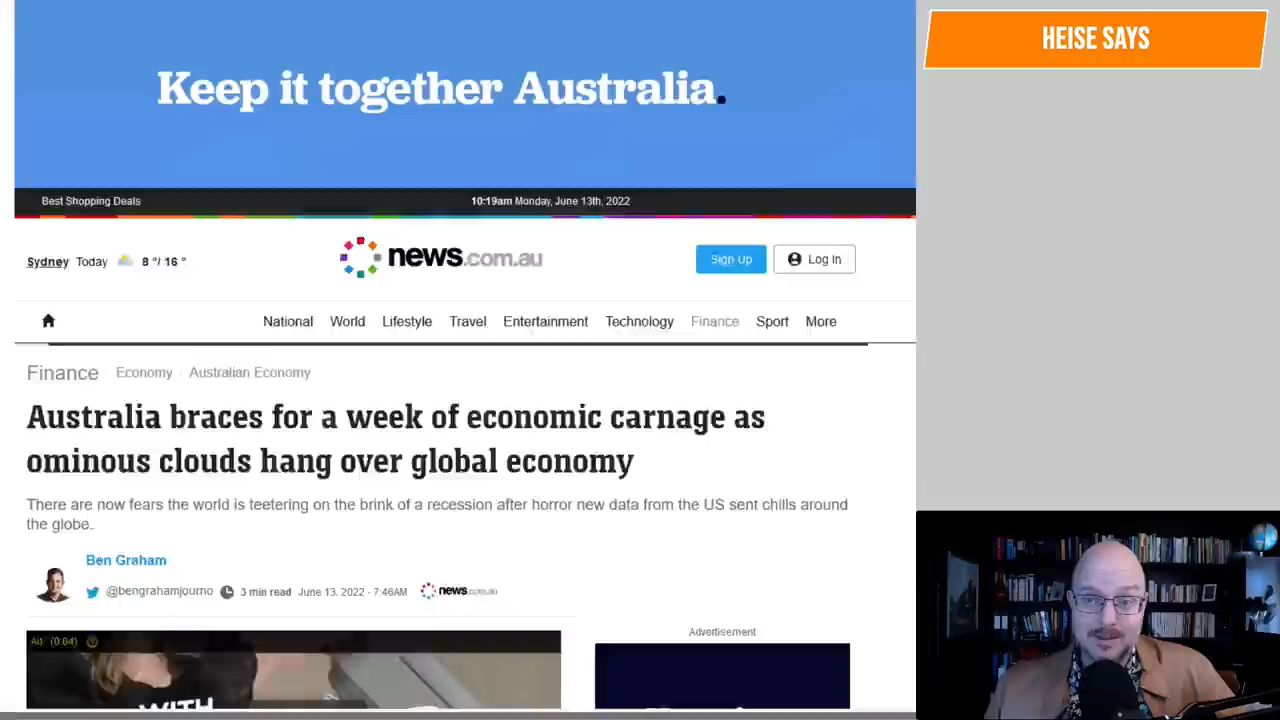 Keep it together Australia.
HEISE SAYS
Best Shopping Deals
10:19am Monday, June 13th, 2022
Sydney Today 8 °/ 16 °
news.com.au
Sign Up
Log In
National World Lifestyle Travel Entertainment Technology Finance Sport More
Finance Economy Australian Economy
Australia braces for a week of economic carnage as
ominous clouds hang over global economy
There are now fears the world is teetering on the brink of a recession after horror new data from the US sent chills around
the globe.
Ben Graham
@bengrahamjourno 3 min read June 13, 2022 - 7:46AM news.com.au
Advertisement
Ad (0:04)
WITH